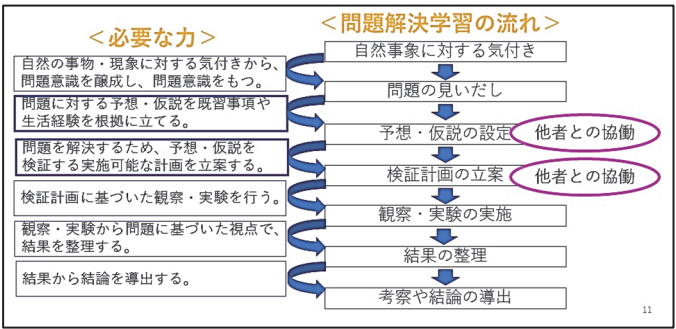 ＜必要な力＞
自然の事物・現象に対する気付きから、
問題意識を醸成し、問題意識をもつ。
問題に対する予想・仮説を既習事項や
生活経験を根拠に立てる。
問題を解決するため、予想・仮説を
検証する実施可能な計画を立案する。
検証計画に基づいた観察・実験を行う。
観察・実験から問題に基づいた視点で、
結果を整理する。
結果から結論を導出する。
＜問題解決学習の流れ＞
自然事象に対する気付き
問題の見いだし
予想・仮説の設定
他者との協働
検証計画の立案
他者との協働
観察・実験の実施
結果の整理
考察や結論の導出
11